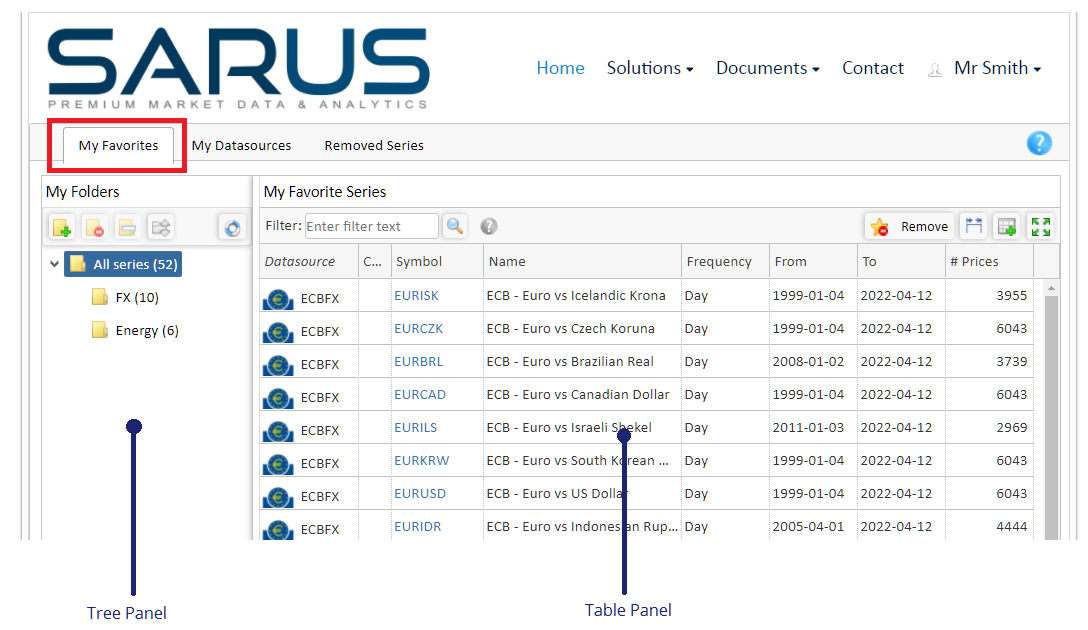 SARUS
PREMIUM MARKET DATA & ANALYTICS
Home Solutions Documents Contact Mr Smith
My Favorites My Datasources Removed Series ?
My Folders
My Favorite Series
Filter: Enter filter text ? Remove
All series (52)
FX (10)
Energy (6)
Datasource C... Symbol Name Frequency From To # Prices
ECBFX EURISK ECB - Euro vs Icelandic Krona Day 1999-01-04 2022-04-12 3955
ECBFX EURCZK ECB - Euro vs Czech Koruna Day 1999-01-04 2022-04-12 6043
ECBFX EURBRL ECB - Euro vs Brazilian Real Day 2008-01-02 2022-04-12 3739
ECBFX EURCAD ECB - Euro vs Canadian Dollar Day 1999-01-04 2022-04-12 6043
ECBFX EURILS ECB - Euro vs Israeli Shekel Day 2011-01-03 2022-04-12 2969
ECBFX EURKRW ECB - Euro vs South Korean ... Day 1999-01-04 2022-04-12 6043
ECBFX EURUSD ECB - Euro vs US Dollar Day 1999-01-04 2022-04-12 6043
ECBFX EURIDR ECB - Euro vs Indonesian Rup... Day 2005-04-01 2022-04-12 4444
Tree Panel
Table Panel